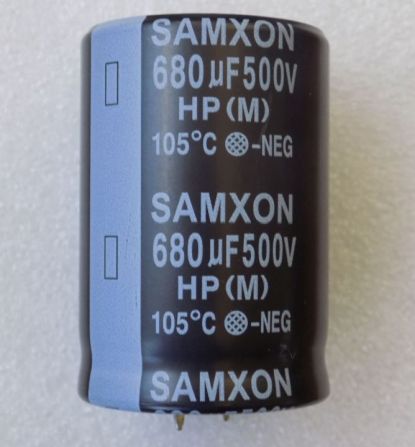 SAMXON
680µF500V
HP(M)
105°C -NEG
SAMXON
680µF500V
HP(M)
105°C -NEG
SAMXON